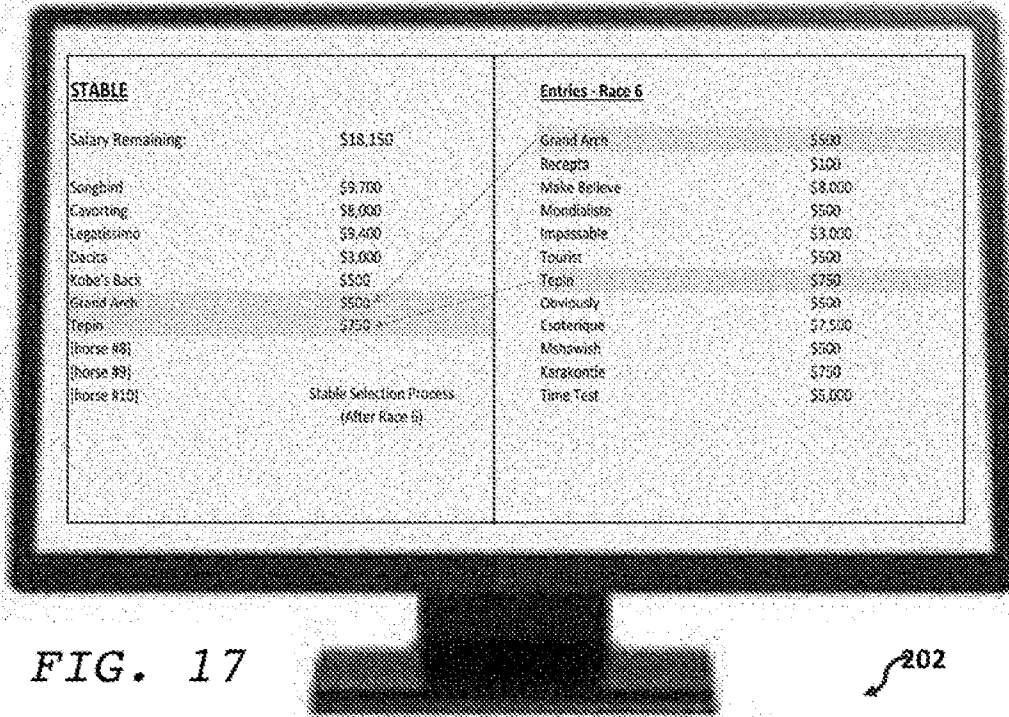 STABLE
Salary Remaining: $18,150
Songbird $9,700
Cavorting $8,000
Legatissimo $9,400
Dacita $3,000
Kobe's Back $500
Grand Arch $500
Tepin $750
[horse #8]
[horse #9]
[horse #10]
Stable Selection Process
(After Race 6)
Entries - Race 6
Grand Arch $500
Recepta $100
Make Believe $8,000
Mondialiste $500
Impassable $3,000
Tourist $500
Tepin $750
Obviously $500
Esoterique $7,500
Mshawish $500
Karakontie $750
Time Test $5,000
FIG. 17
202